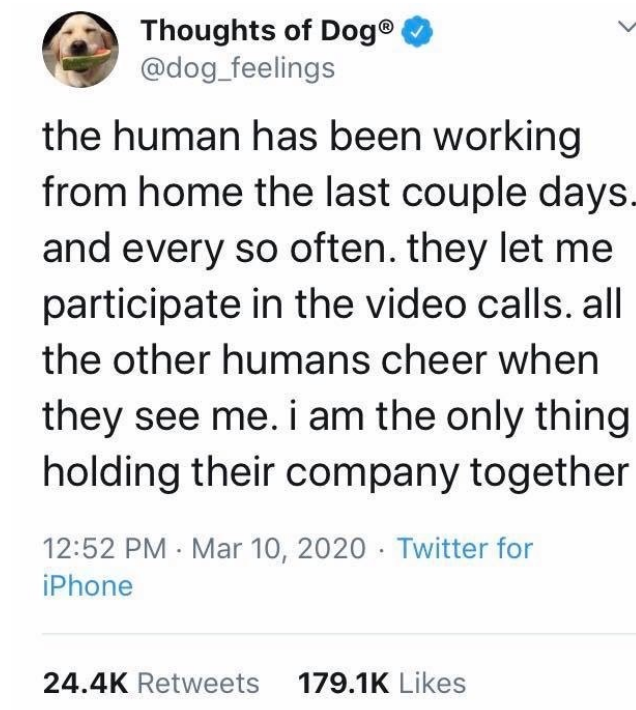 Thoughts of Dog®
@dog_feelings
the human has been working
from home the last couple days.
and every so often. they let me
participate in the video calls. all
the other humans cheer when
they see me. i am the only thing
holding their company together
12:52 PM · Mar 10, 2020 · Twitter for
iPhone
24.4K Retweets 179.1K Likes